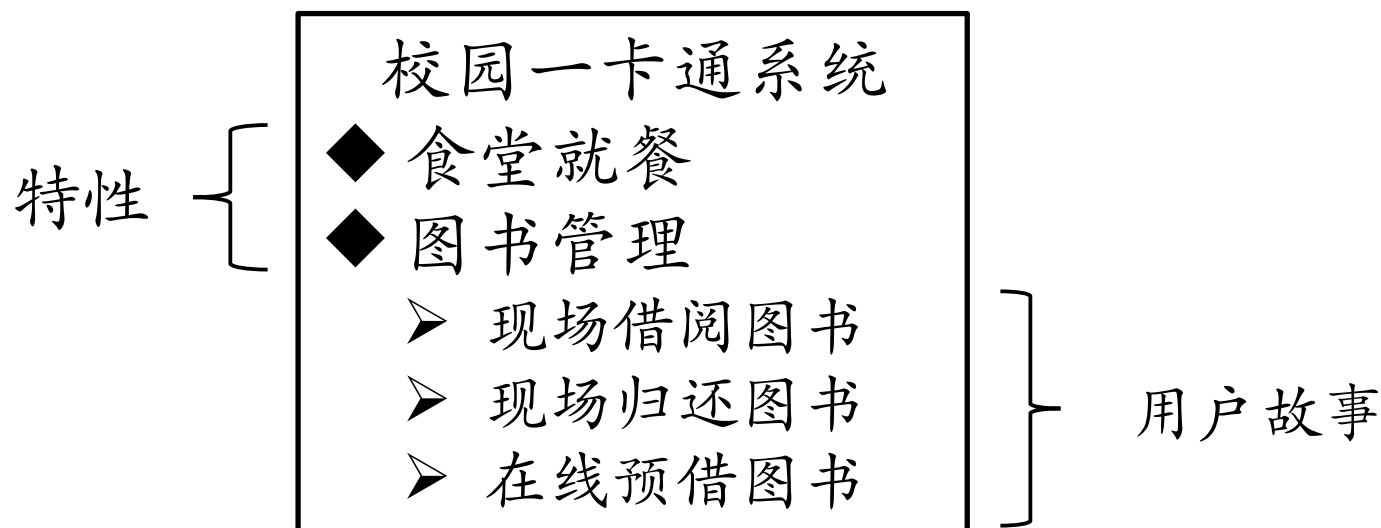 校园一卡通系统
特性
◆ 食堂就餐
◆ 图书管理
➢ 现场借阅图书
➢ 现场归还图书
➢ 在线预借图书
用户故事